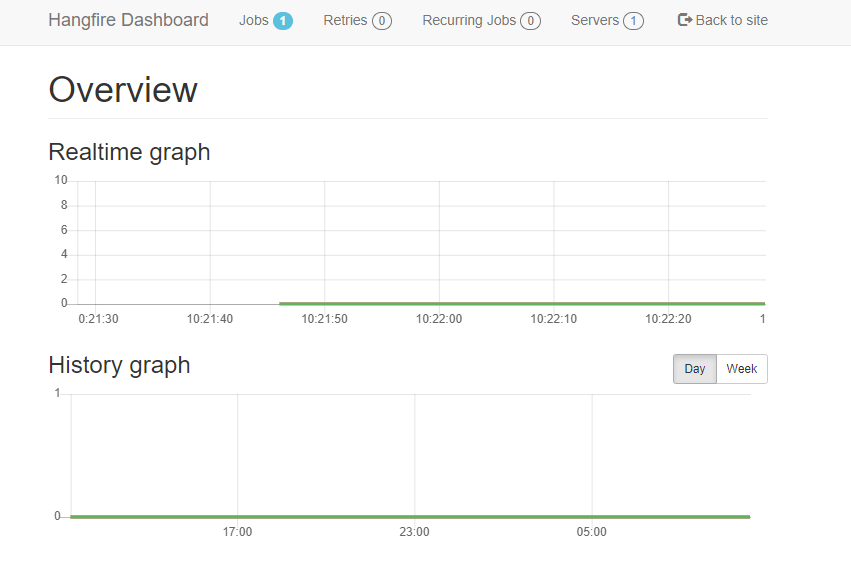 Hangfire Dashboard Jobs 1 Retries 0 Recurring Jobs 0 Servers 1 Back to site
Overview
Realtime graph
10
8
6
4
2
0
0:21:30 10:21:40 10:21:50 10:22:00 10:22:10 10:22:20 1
History graph Day Week
1
0
17:00 23:00 05:00